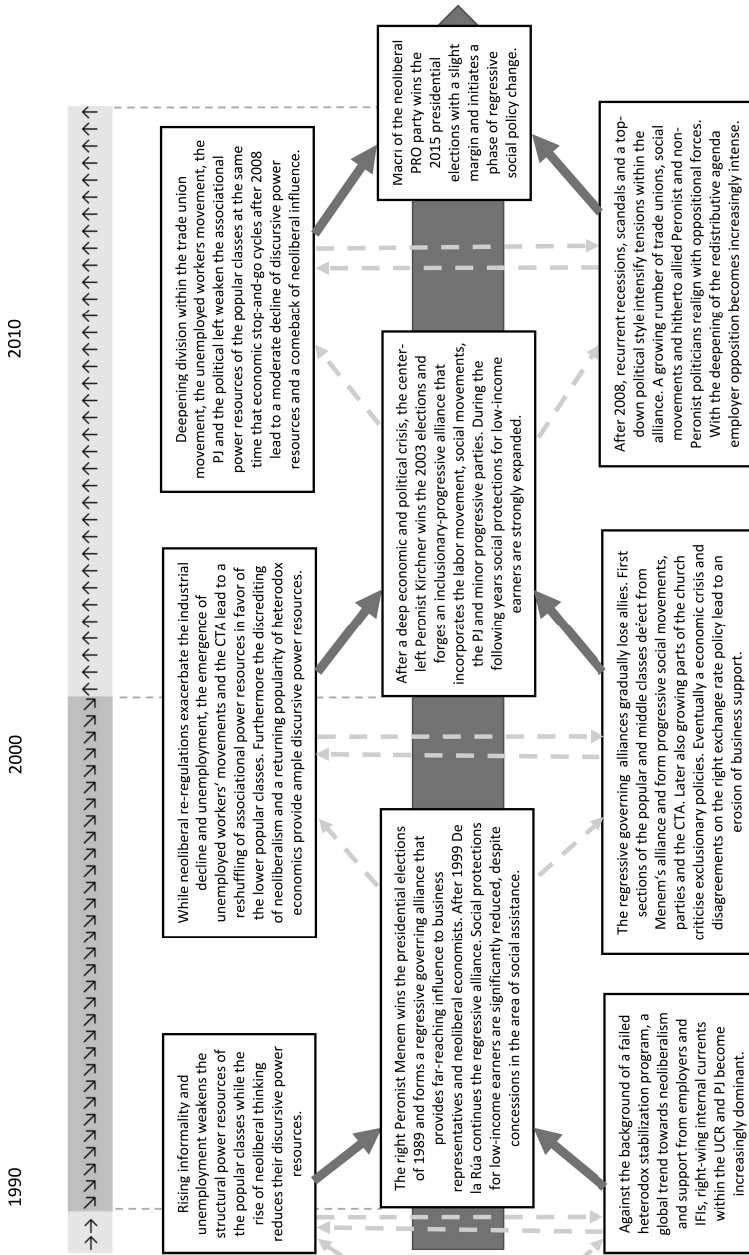 1990
2000
2010
Rising informality and
unemployment weakens the
structural power resources of
the popular classes while the
rise of neoliberal thinking
reduces their discursive power
resources.
While neoliberal re-regulations exacerbate the industrial
decline and unemployment, the emergence of
unemployed workers' movements and the CTA lead to a
reshuffling of associational power resources in favor of
the lower popular classes. Furthermore the discrediting
of neoliberalism and a returning popularity of heterodox
economics provide ample discursive power resources.
Deepening division within the trade union
movement, the unemployed workers movement, the
PJ and the political left weaken the associational
power resources of the popular classes at the same
time that economic stop-and-go cycles after 2008
lead to a moderate decline of discursive power
resources and a comeback of neoliberal influence.
The right Peronist Menem wins the presidential elections
of 1989 and forms a regressive governing alliance that
provides far-reaching influence to business
representatives and neoliberal economists. After 1999 De
la Rúa continues the regressive alliance. Social protections
for low-income earners are significantly reduced, despite
concessions in the area of social assistance.
After a deep economic and political crisis, the center-
left Peronist Kirchner wins the 2003 elections and
forges an inclusionary-progressive alliance that
incorporates the labor movement, social movements,
the PJ and minor progressive parties. During the
following years social protections for low-income
earners are strongly expanded.
Macri of the neoliberal
PRO party wins the
2015 presidential
elections with a slight
margin and initiates a
phase of regressive
social policy change.
Against the background of a failed
heterodox stabilization program, a
global trend towards neoliberalism
and support from employers and
IFIs, right-wing internal currents
within the UCR and PJ become
increasingly dominant.
The regressive governing alliances gradually lose allies. First
sections of the popular and middle classes defect from
Menem's alliance and form progressive social movements,
parties and the CTA. Later also growing parts of the church
criticise exclusionary policies. Eventually a economic crisis and
disagreements on the right exchange rate policy lead to an
erosion of business support.
After 2008, recurrent recessions, scandals and a top-
down political style intensify tensions within the
alliance. A growing number of trade unions, social
movements and hitherto allied Peronist and non-
Peronist politicians realign with oppositional forces.
With the deepening of the redistributive agenda
employer opposition becomes increasingly intense.